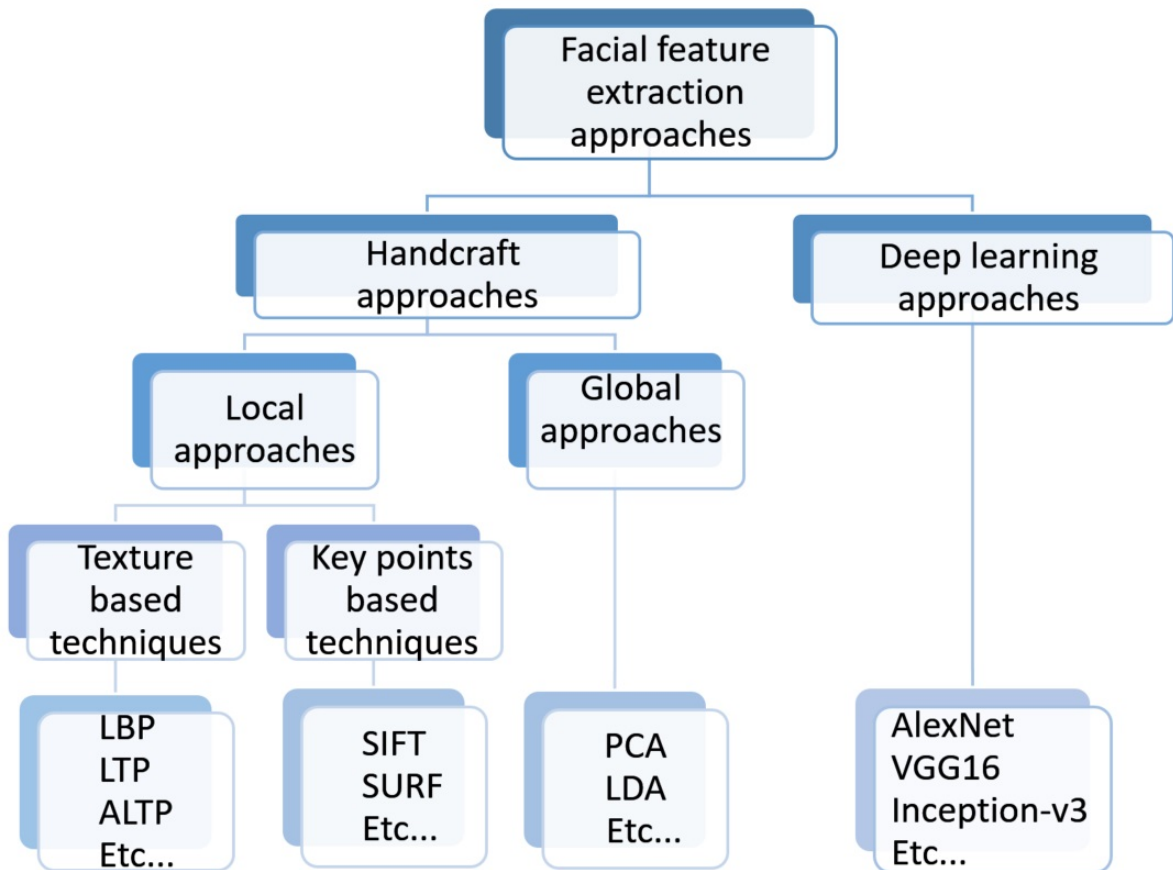 Facial feature
extraction
approaches
Handcraft
approaches
Deep learning
approaches
Local
approaches
Global
approaches
Texture
based
techniques
Key points
based
techniques
LBP
LTP
ALTP
Etc...
SIFT
SURF
Etc...
PCA
LDA
Etc...
AlexNet
VGG16
Inception-v3
Etc...